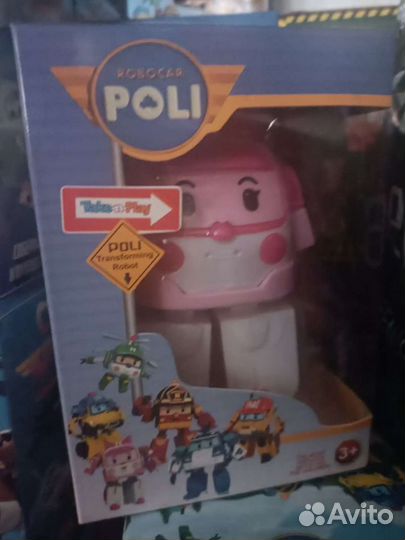 ROBOCAR
POLI
Take n Play
POLI
Transforming
Robot
3+
Avito